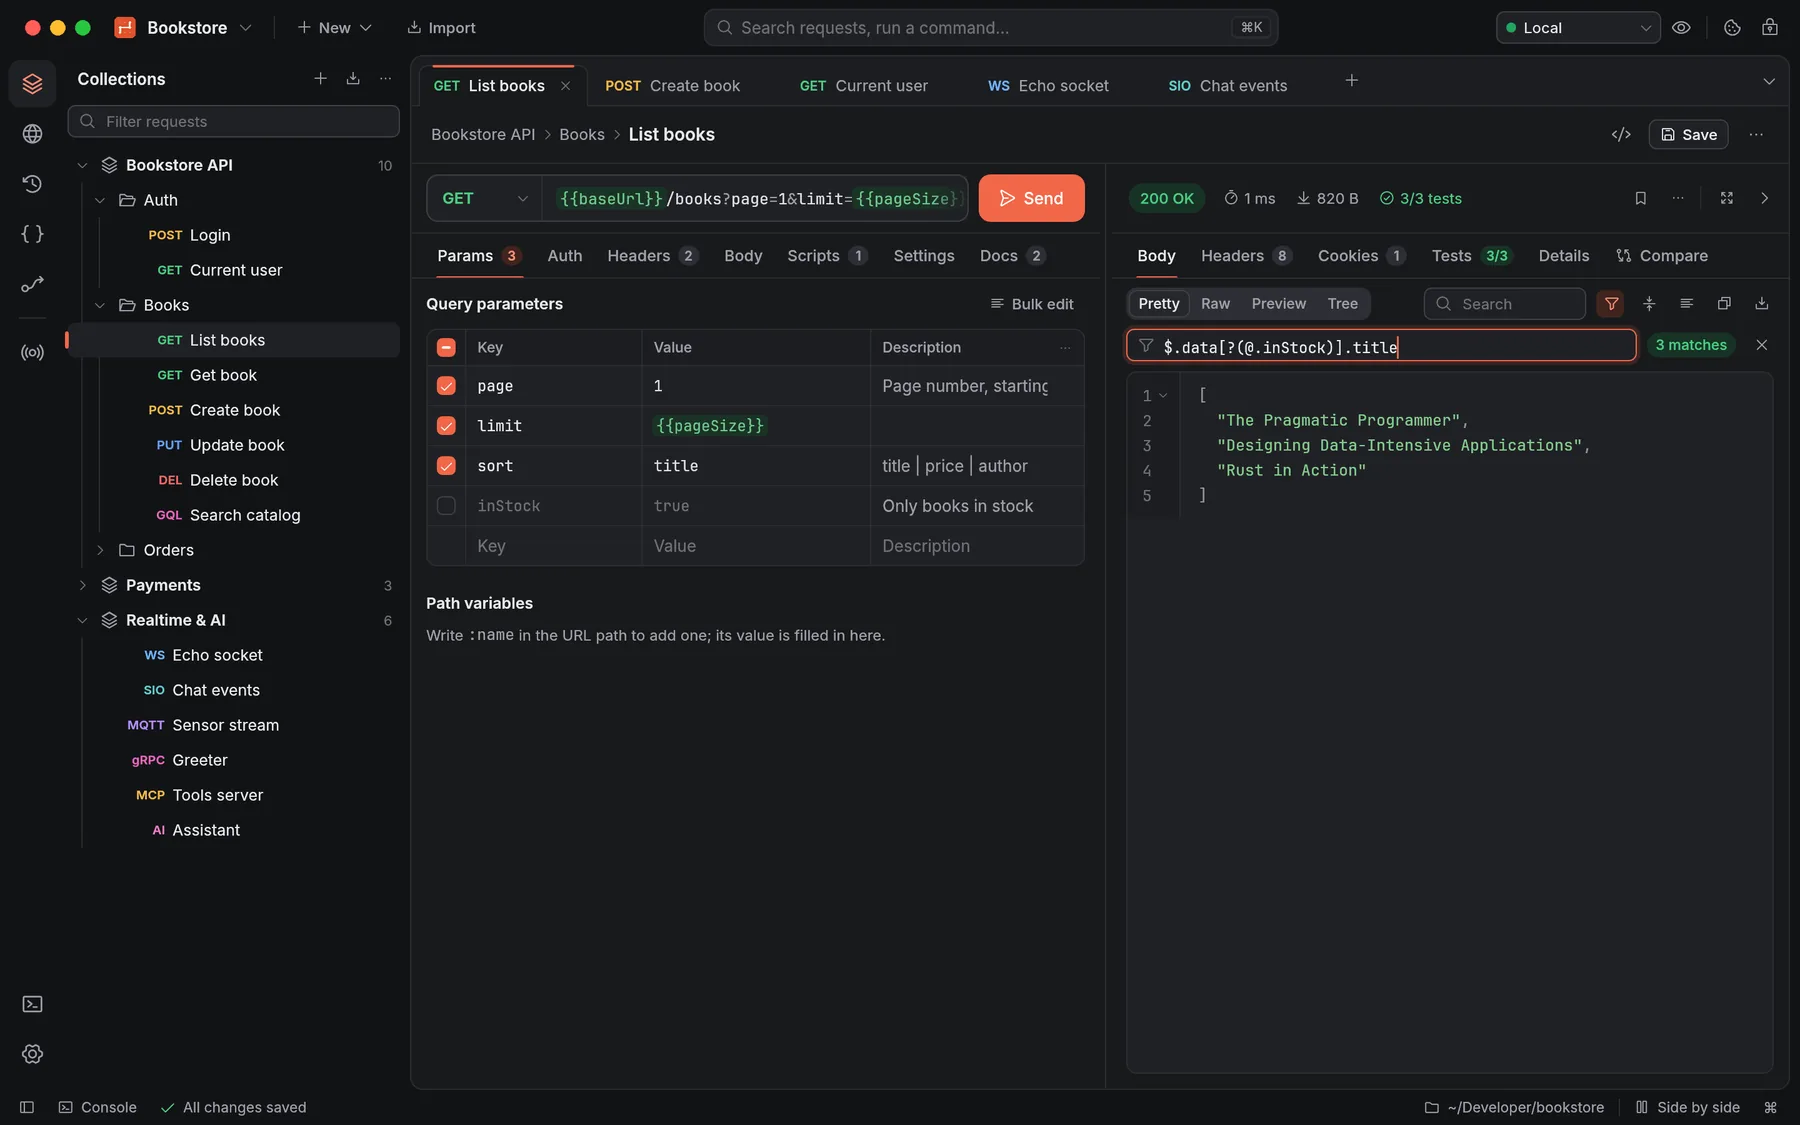 Bookstore
New
Import
Search requests, run a command...
⌘K
Local
Collections
Filter requests
Bookstore API 10
Auth
POST Login
GET Current user
Books
GET List books
GET Get book
POST Create book
PUT Update book
DEL Delete book
GQL Search catalog
Orders
Payments 3
Realtime & AI 6
WS Echo socket
SIO Chat events
MQTT Sensor stream
gRPC Greeter
MCP Tools server
AI Assistant
GET List books
POST Create book
GET Current user
WS Echo socket
SIO Chat events
Bookstore API > Books > List books
</> Save
GET {{baseUrl}}/books?page=1&limit={{pageSize}}
Send
Params 3 Auth Headers 2 Body Scripts 1 Settings Docs 2
Query parameters
Bulk edit
Key Value Description
page 1 Page number, starting
limit {{pageSize}}
sort title title | price | author
inStock true Only books in stock
Key Value Description
Path variables
Write :name in the URL path to add one; its value is filled in here.
200 OK 1 ms 820 B 3/3 tests
Body Headers 8 Cookies 1 Tests 3/3 Details Compare
Pretty Raw Preview Tree
Search
$.data[?(@.inStock)].title
3 matches
1 [
2 "The Pragmatic Programmer",
3 "Designing Data-Intensive Applications",
4 "Rust in Action"
5 ]
Console
All changes saved
~/Developer/bookstore
Side by side
⌘